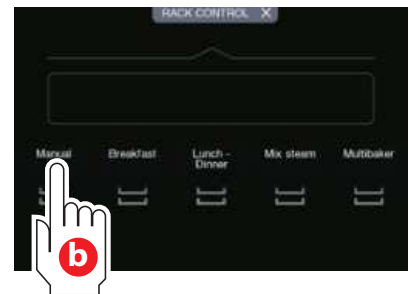 RACK CONTROL X
Manual Breakfast Lunch - Dinner Mix steam Multibaker
b